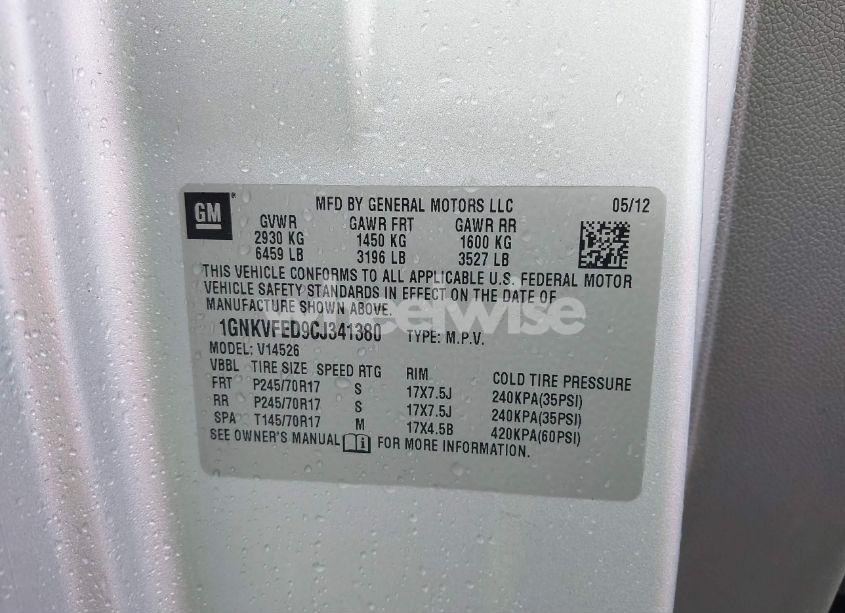 GM
MFD BY GENERAL MOTORS LLC 05/12
GVWR GAWR FRT GAWR RR
2930 KG 1450 KG 1600 KG
6459 LB 3196 LB 3527 LB
THIS VEHICLE CONFORMS TO ALL APPLICABLE U.S. FEDERAL MOTOR
VEHICLE SAFETY STANDARDS IN EFFECT ON THE DATE OF
MANUFACTURE SHOWN ABOVE.
wheelwise
1GNKVFED9CJ341380 TYPE: M.P.V.
MODEL: V14526
VBBL TIRE SIZE SPEED RTG RIM COLD TIRE PRESSURE
FRT P245/70R17 S 17X7.5J 240KPA(35PSI)
RR P245/70R17 S 17X7.5J 240KPA(35PSI)
SPA T145/70R17 M 17X4.5B 420KPA(60PSI)
SEE OWNER'S MANUAL FOR MORE INFORMATION.